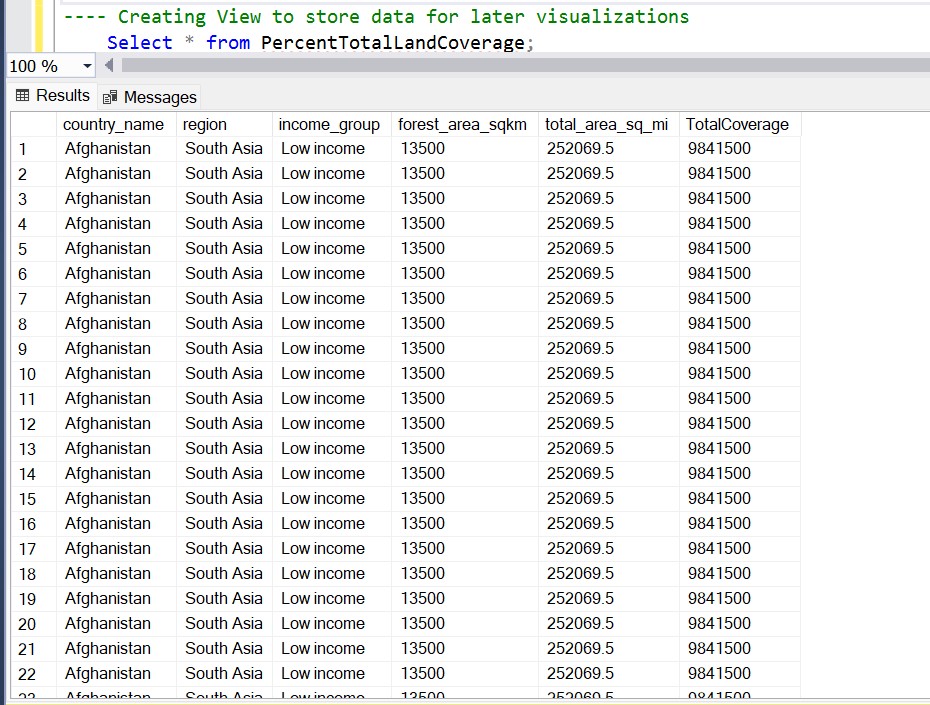 ---- Creating View to store data for later visualizations
Select * from PercentTotalLandCoverage;
100 %
Results Messages
country_name region income_group forest_area_sqkm total_area_sq_mi TotalCoverage
1 Afghanistan South Asia Low income 13500 252069.5 9841500
2 Afghanistan South Asia Low income 13500 252069.5 9841500
3 Afghanistan South Asia Low income 13500 252069.5 9841500
4 Afghanistan South Asia Low income 13500 252069.5 9841500
5 Afghanistan South Asia Low income 13500 252069.5 9841500
6 Afghanistan South Asia Low income 13500 252069.5 9841500
7 Afghanistan South Asia Low income 13500 252069.5 9841500
8 Afghanistan South Asia Low income 13500 252069.5 9841500
9 Afghanistan South Asia Low income 13500 252069.5 9841500
10 Afghanistan South Asia Low income 13500 252069.5 9841500
11 Afghanistan South Asia Low income 13500 252069.5 9841500
12 Afghanistan South Asia Low income 13500 252069.5 9841500
13 Afghanistan South Asia Low income 13500 252069.5 9841500
14 Afghanistan South Asia Low income 13500 252069.5 9841500
15 Afghanistan South Asia Low income 13500 252069.5 9841500
16 Afghanistan South Asia Low income 13500 252069.5 9841500
17 Afghanistan South Asia Low income 13500 252069.5 9841500
18 Afghanistan South Asia Low income 13500 252069.5 9841500
19 Afghanistan South Asia Low income 13500 252069.5 9841500
20 Afghanistan South Asia Low income 13500 252069.5 9841500
21 Afghanistan South Asia Low income 13500 252069.5 9841500
22 Afghanistan South Asia Low income 13500 252069.5 9841500
23 Afghanistan South Asia Low income 13500 252069.5 9841500